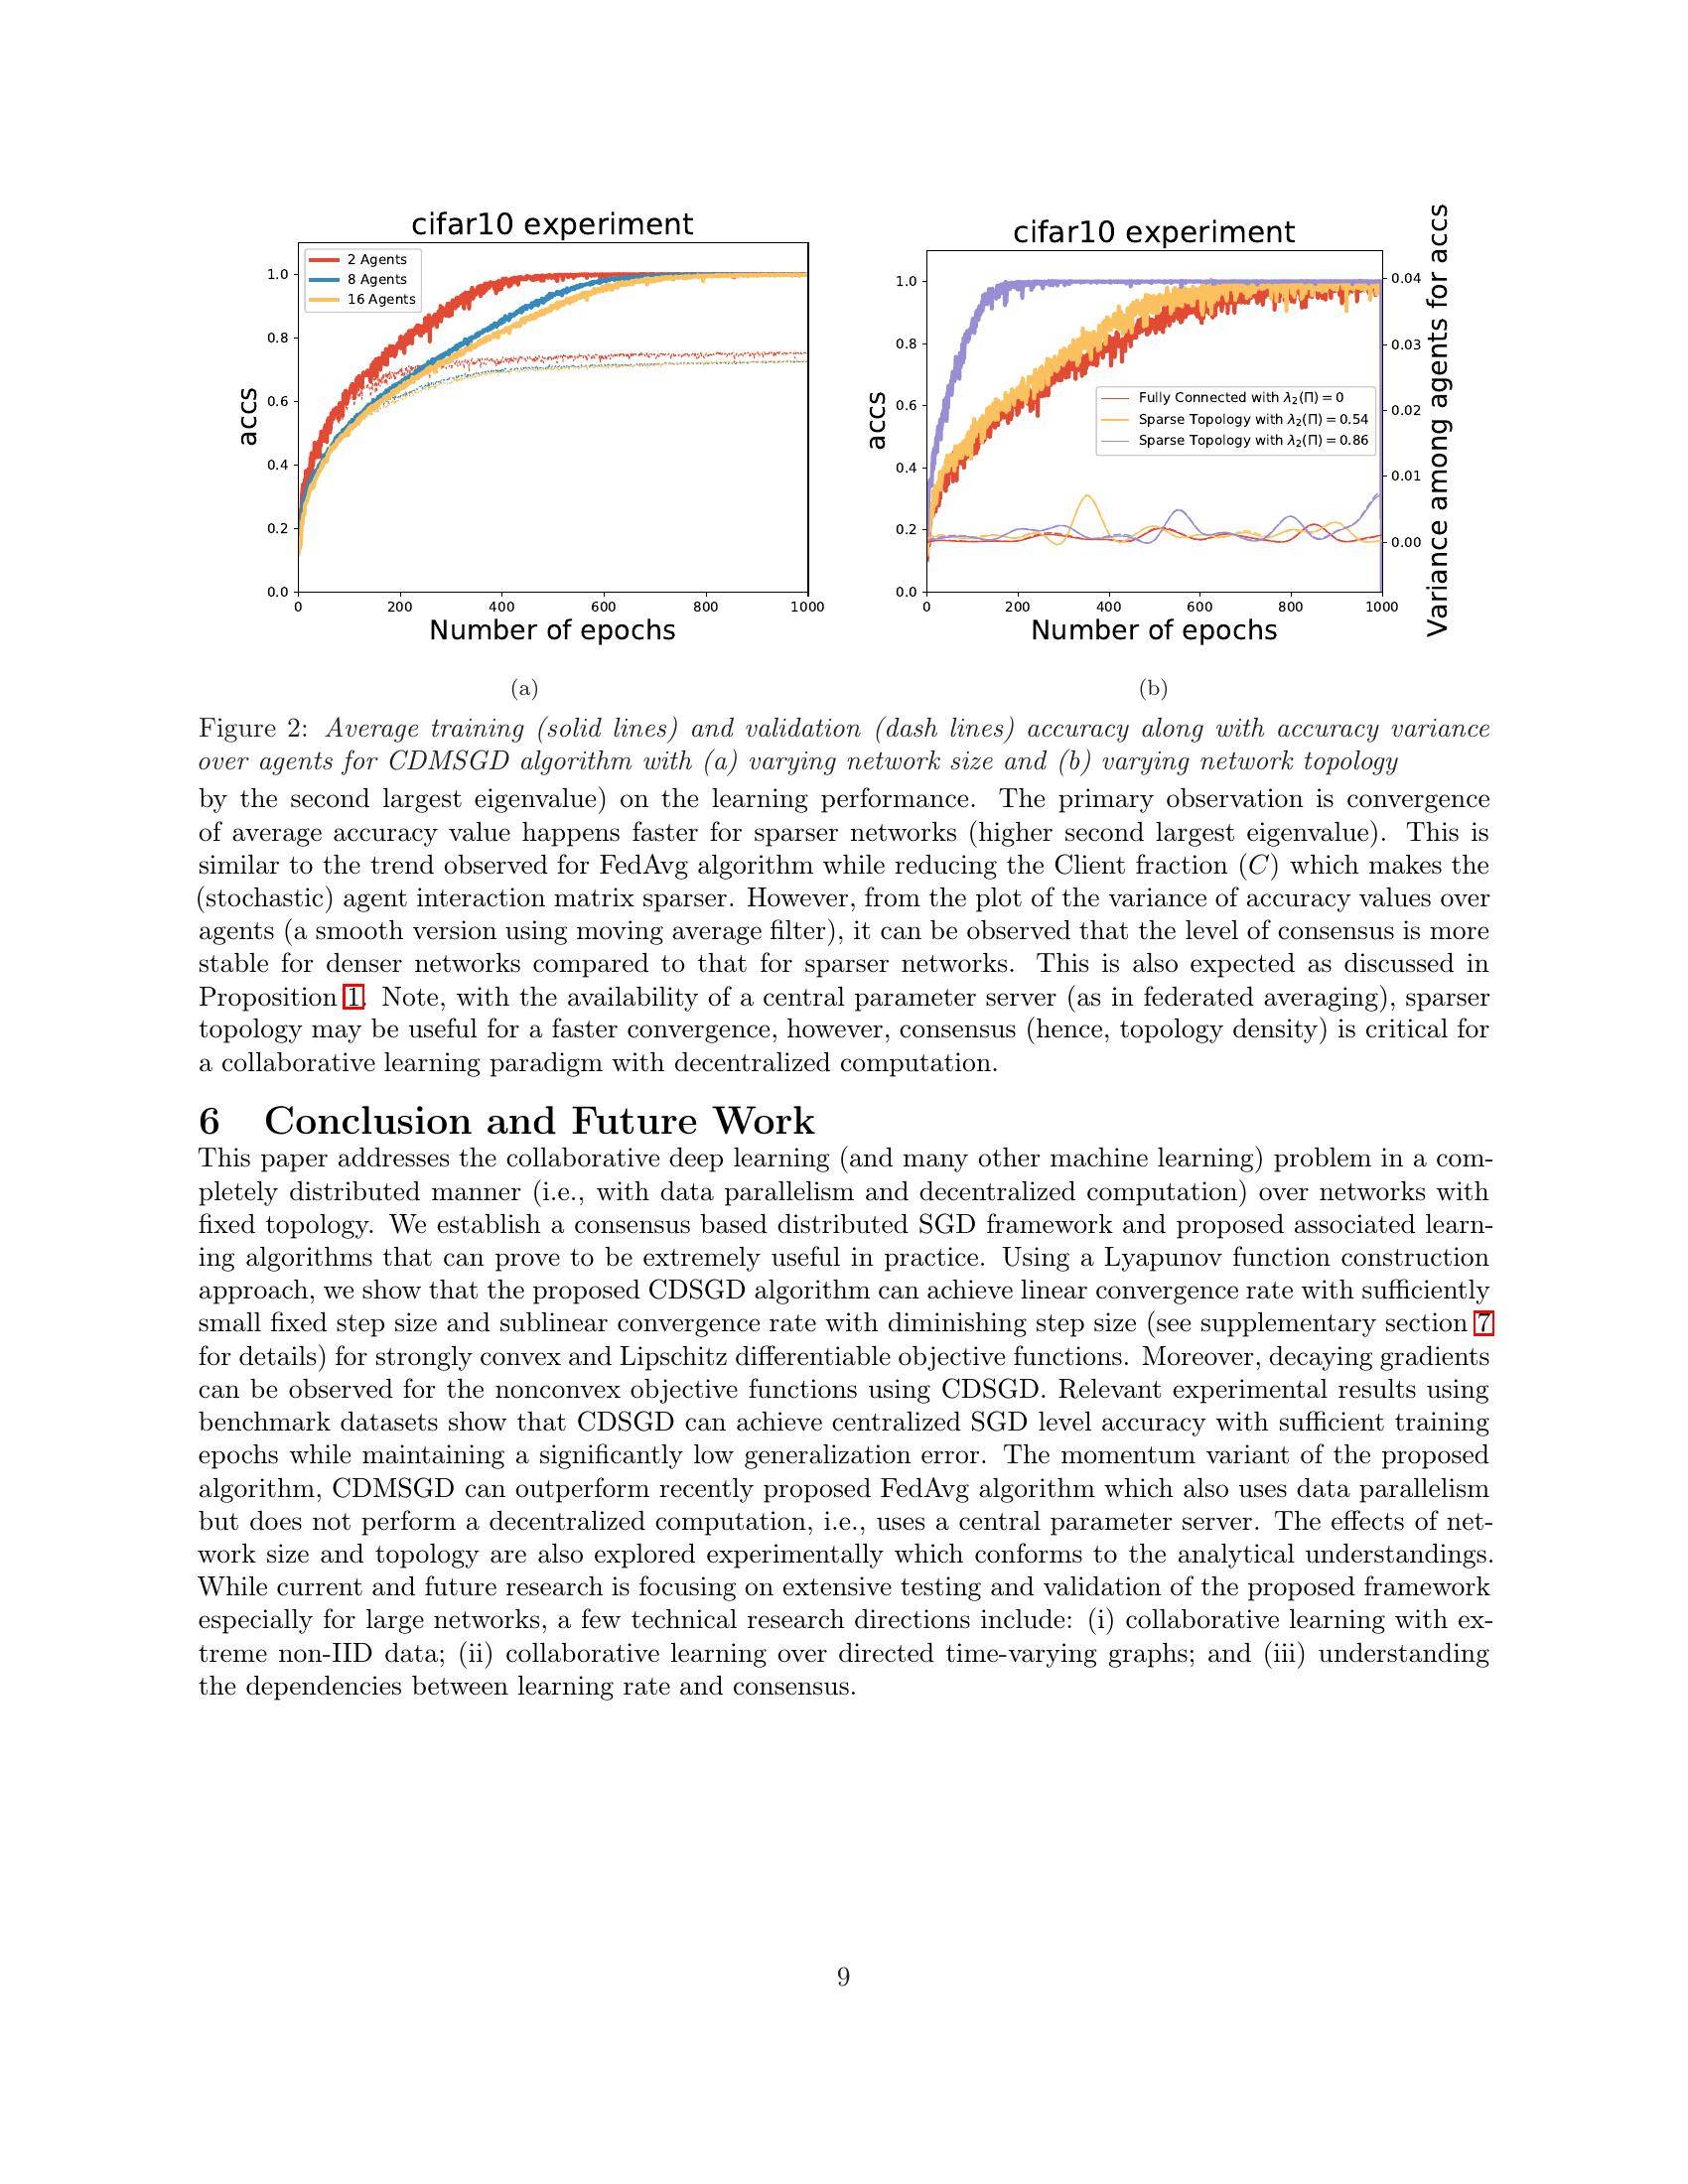 cifar10 experiment
2 Agents
8 Agents
16 Agents
1.0
0.8
0.6
0.4
0.2
0.0
accs
0
200
400
600
800
1000
Number of epochs
(a)
cifar10 experiment
1.0
0.8
0.6
0.4
0.2
0.0
accs
Fully Connected with λ₂(Π) = 0
Sparse Topology with λ₂(Π) = 0.54
Sparse Topology with λ₂(Π) = 0.86
0.04
0.03
0.02
0.01
0.00
Variance among agents for accs
0
200
400
600
800
1000
Number of epochs
(b)
Figure 2: Average training (solid lines) and validation (dash lines) accuracy along with accuracy variance
over agents for CDMSGD algorithm with (a) varying network size and (b) varying network topology
by the second largest eigenvalue) on the learning performance. The primary observation is convergence
of average accuracy value happens faster for sparser networks (higher second largest eigenvalue). This is
similar to the trend observed for FedAvg algorithm while reducing the Client fraction (C) which makes the
(stochastic) agent interaction matrix sparser. However, from the plot of the variance of accuracy values over
agents (a smooth version using moving average filter), it can be observed that the level of consensus is more
stable for denser networks compared to that for sparser networks. This is also expected as discussed in
Proposition 1. Note, with the availability of a central parameter server (as in federated averaging), sparser
topology may be useful for a faster convergence, however, consensus (hence, topology density) is critical for
a collaborative learning paradigm with decentralized computation.
6 Conclusion and Future Work
This paper addresses the collaborative deep learning (and many other machine learning) problem in a com-
pletely distributed manner (i.e., with data parallelism and decentralized computation) over networks with
fixed topology. We establish a consensus based distributed SGD framework and proposed associated learn-
ing algorithms that can prove to be extremely useful in practice. Using a Lyapunov function construction
approach, we show that the proposed CDSGD algorithm can achieve linear convergence rate with sufficiently
small fixed step size and sublinear convergence rate with diminishing step size (see supplementary section 7
for details) for strongly convex and Lipschitz differentiable objective functions. Moreover, decaying gradients
can be observed for the nonconvex objective functions using CDSGD. Relevant experimental results using
benchmark datasets show that CDSGD can achieve centralized SGD level accuracy with sufficient training
epochs while maintaining a significantly low generalization error. The momentum variant of the proposed
algorithm, CDMSGD can outperform recently proposed FedAvg algorithm which also uses data parallelism
but does not perform a decentralized computation, i.e., uses a central parameter server. The effects of net-
work size and topology are also explored experimentally which conforms to the analytical understandings.
While current and future research is focusing on extensive testing and validation of the proposed framework
especially for large networks, a few technical research directions include: (i) collaborative learning with ex-
treme non-IID data; (ii) collaborative learning over directed time-varying graphs; and (iii) understanding
the dependencies between learning rate and consensus.
9